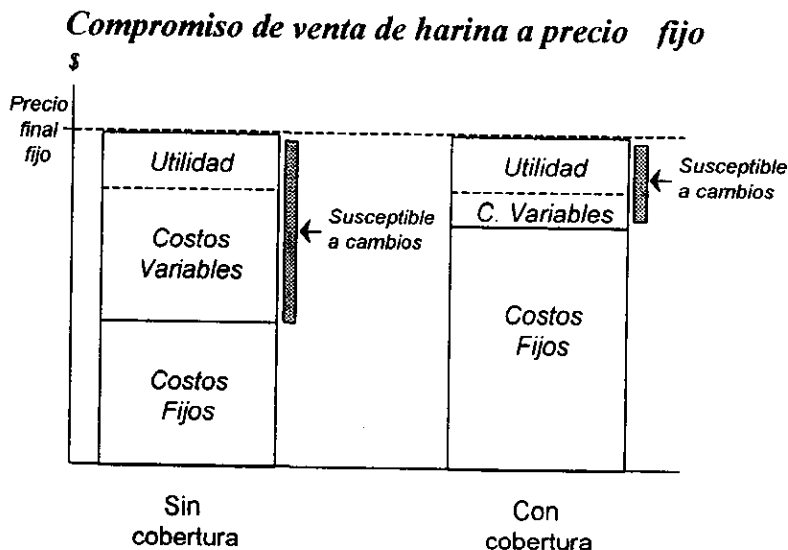 Compromiso de venta de harina a precio fijo
$
Precio
final
fijo
Utilidad
Costos
Variables
Costos
Fijos
Susceptible
a cambios
Utilidad
C. Variables
Costos
Fijos
Susceptible
a cambios
Sin
cobertura
Con
cobertura